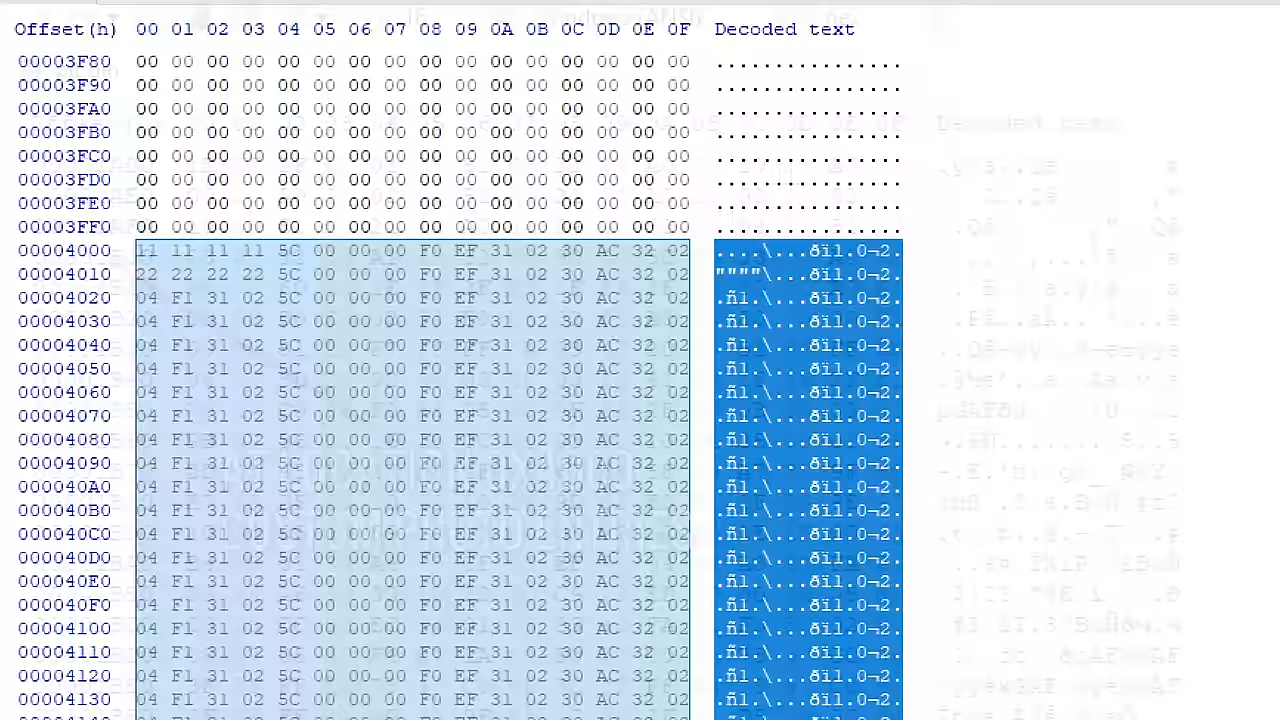 Offset(h) 00 01 02 03 04 05 06 07 08 09 0A 0B 0C 0D 0E 0F Decoded text
00003F80 00 00 00 00 00 00 00 00 00 00 00 00 00 00 00 00 ................
00003F90 00 00 00 00 00 00 00 00 00 00 00 00 00 00 00 00 ................
00003FA0 00 00 00 00 00 00 00 00 00 00 00 00 00 00 00 00 ................
00003FB0 00 00 00 00 00 00 00 00 00 00 00 00 00 00 00 00 ................
00003FC0 00 00 00 00 00 00 00 00 00 00 00 00 00 00 00 00 ................
00003FD0 00 00 00 00 00 00 00 00 00 00 00 00 00 00 00 00 ................
00003FE0 00 00 00 00 00 00 00 00 00 00 00 00 00 00 00 00 ................
00003FF0 00 00 00 00 00 00 00 00 00 00 00 00 00 00 00 00 ................
00004000 11 11 11 11 5C 00 00 00 F0 EF 31 02 30 AC 32 02 ....\...ðï1.0¬2.
00004010 22 22 22 22 5C 00 00 00 F0 EF 31 02 30 AC 32 02 """"\...ðï1.0¬2.
00004020 04 F1 31 02 5C 00 00 00 F0 EF 31 02 30 AC 32 02 .ñ1.\...ðï1.0¬2.
00004030 04 F1 31 02 5C 00 00 00 F0 EF 31 02 30 AC 32 02 .ñ1.\...ðï1.0¬2.
00004040 04 F1 31 02 5C 00 00 00 F0 EF 31 02 30 AC 32 02 .ñ1.\...ðï1.0¬2.
00004050 04 F1 31 02 5C 00 00 00 F0 EF 31 02 30 AC 32 02 .ñ1.\...ðï1.0¬2.
00004060 04 F1 31 02 5C 00 00 00 F0 EF 31 02 30 AC 32 02 .ñ1.\...ðï1.0¬2.
00004070 04 F1 31 02 5C 00 00 00 F0 EF 31 02 30 AC 32 02 .ñ1.\...ðï1.0¬2.
00004080 04 F1 31 02 5C 00 00 00 F0 EF 31 02 30 AC 32 02 .ñ1.\...ðï1.0¬2.
00004090 04 F1 31 02 5C 00 00 00 F0 EF 31 02 30 AC 32 02 .ñ1.\...ðï1.0¬2.
000040A0 04 F1 31 02 5C 00 00 00 F0 EF 31 02 30 AC 32 02 .ñ1.\...ðï1.0¬2.
000040B0 04 F1 31 02 5C 00 00 00 F0 EF 31 02 30 AC 32 02 .ñ1.\...ðï1.0¬2.
000040C0 04 F1 31 02 5C 00 00 00 F0 EF 31 02 30 AC 32 02 .ñ1.\...ðï1.0¬2.
000040D0 04 F1 31 02 5C 00 00 00 F0 EF 31 02 30 AC 32 02 .ñ1.\...ðï1.0¬2.
000040E0 04 F1 31 02 5C 00 00 00 F0 EF 31 02 30 AC 32 02 .ñ1.\...ðï1.0¬2.
000040F0 04 F1 31 02 5C 00 00 00 F0 EF 31 02 30 AC 32 02 .ñ1.\...ðï1.0¬2.
00004100 04 F1 31 02 5C 00 00 00 F0 EF 31 02 30 AC 32 02 .ñ1.\...ðï1.0¬2.
00004110 04 F1 31 02 5C 00 00 00 F0 EF 31 02 30 AC 32 02 .ñ1.\...ðï1.0¬2.
00004120 04 F1 31 02 5C 00 00 00 F0 EF 31 02 30 AC 32 02 .ñ1.\...ðï1.0¬2.
00004130 04 F1 31 02 5C 00 00 00 F0 EF 31 02 30 AC 32 02 .ñ1.\...ðï1.0¬2.